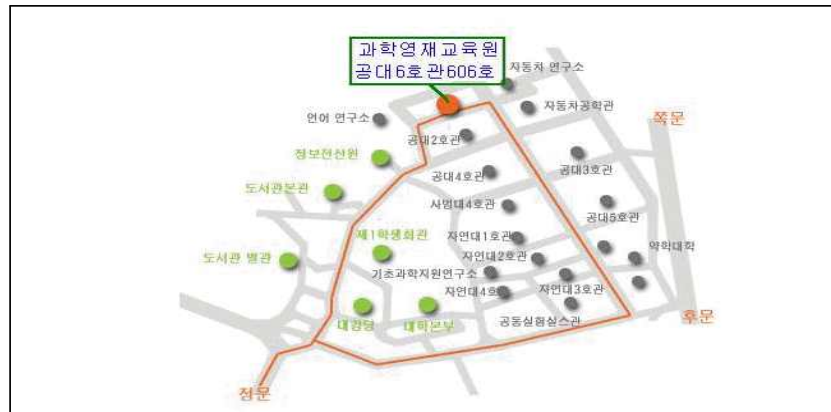 과학영재교육원
공대6호관606호
자동차 연구소
언어 연구소
자동차공학관
쪽문
공대2호관
정보전산원
공대3호관
공대4호관
도서관본관
사범대4호관
공대5호관
제1학생회관
자연대1호관
약학대학
도서관 별관
자연대2호관
기초과학지원연구소
자연대4호
자연대3호관
대강당
대학본부
공동실험실스관
후문
정문